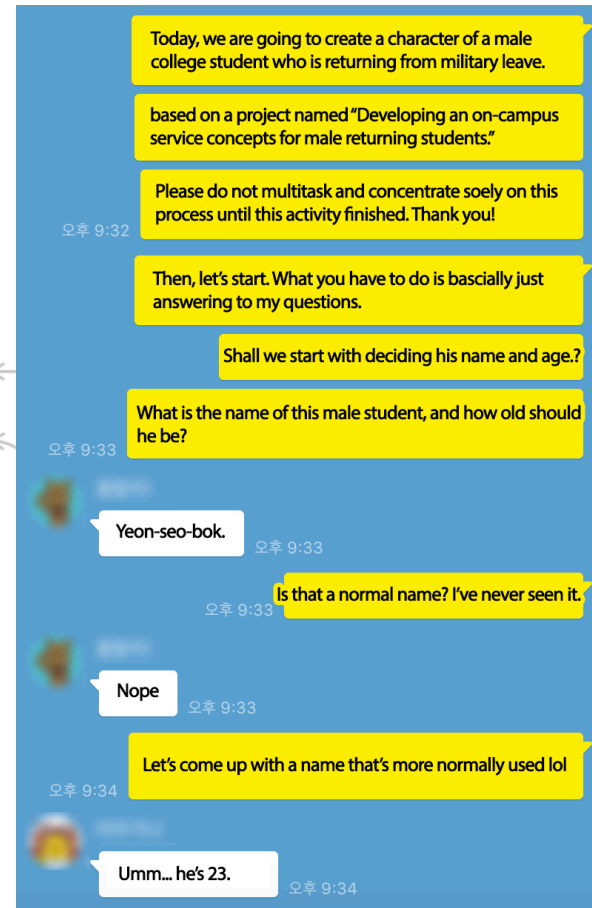 Today, we are going to create a character of a male
college student who is returning from military leave.
based on a project named “Developing an on-campus
service concepts for male returning students.”
Please do not multitask and concentrate soely on this
process until this activity finished. Thank you!
오후 9:32
Then, let’s start. What you have to do is bascially just
answering to my questions.
Shall we start with deciding his name and age.?
What is the name of this male student, and how old should
he be?
오후 9:33
Yeon-seo-bok.
오후 9:33
Is that a normal name? I’ve never seen it.
오후 9:33
Nope
오후 9:33
Let’s come up with a name that’s more normally used lol
오후 9:34
Umm... he’s 23.
오후 9:34